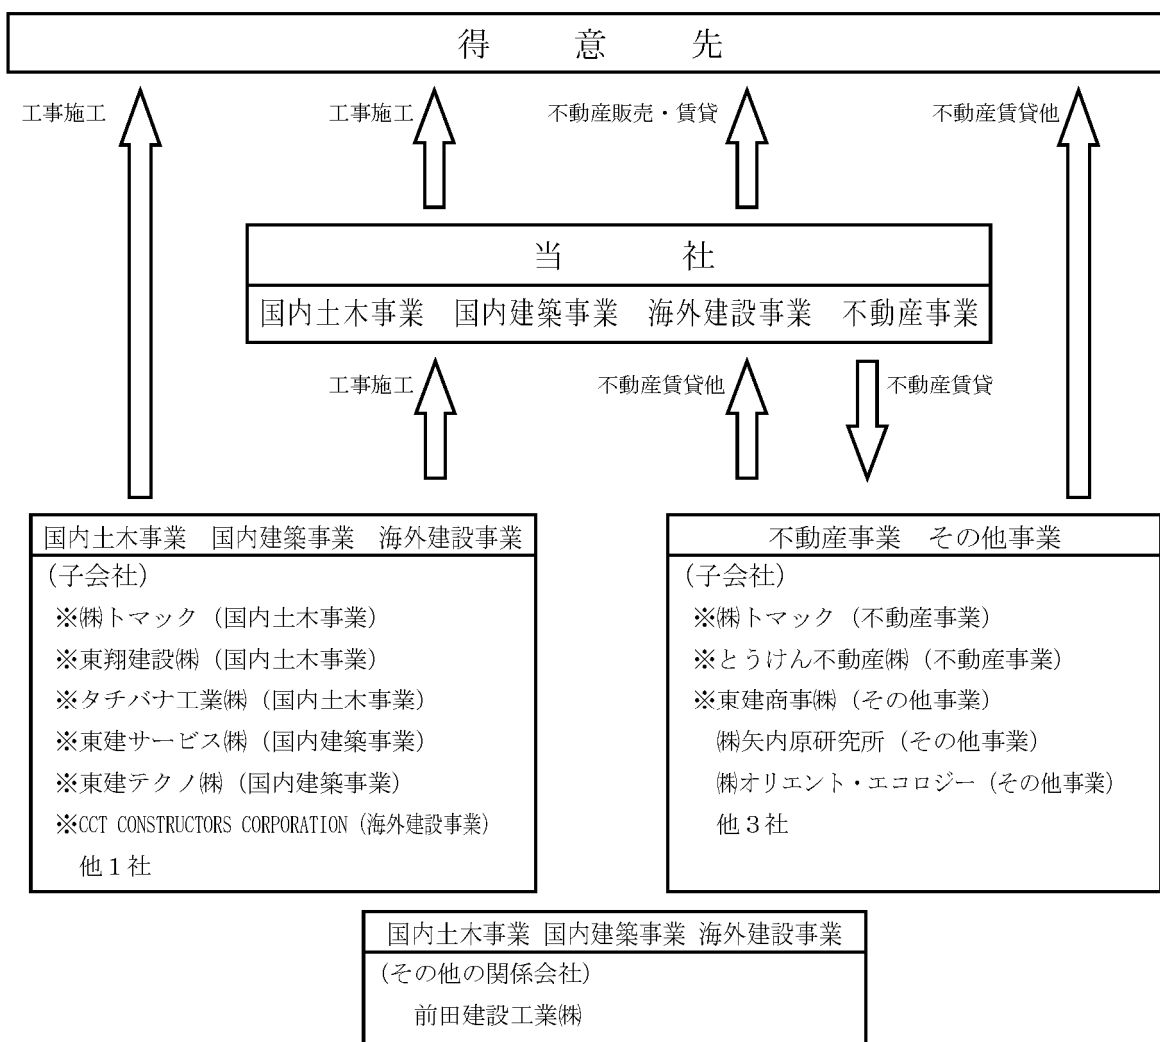 得意先
工事施工
工事施工
不動産販売・賃貸
不動産賃貸他
当社
国内土木事業 国内建築事業 海外建設事業 不動産事業
工事施工
不動産賃貸他
不動産賃貸
国内土木事業 国内建築事業 海外建設事業
(子会社)
※㈱トマック(国内土木事業)
※東翔建設㈱(国内土木事業)
※タチバナ工業㈱(国内土木事業)
※東建サービス㈱(国内建築事業)
※東建テクノ㈱(国内建築事業)
※CCT CONSTRUCTORS CORPORATION(海外建設事業)
他1社
不動産事業 その他事業
(子会社)
※㈱トマック(不動産事業)
※とうけん不動産㈱(不動産事業)
※東建商事㈱(その他事業)
㈱矢内原研究所(その他事業)
㈱オリエント・エコロジー(その他事業)
他3社
国内土木事業 国内建築事業 海外建設事業
(その他の関係会社)
前田建設工業㈱